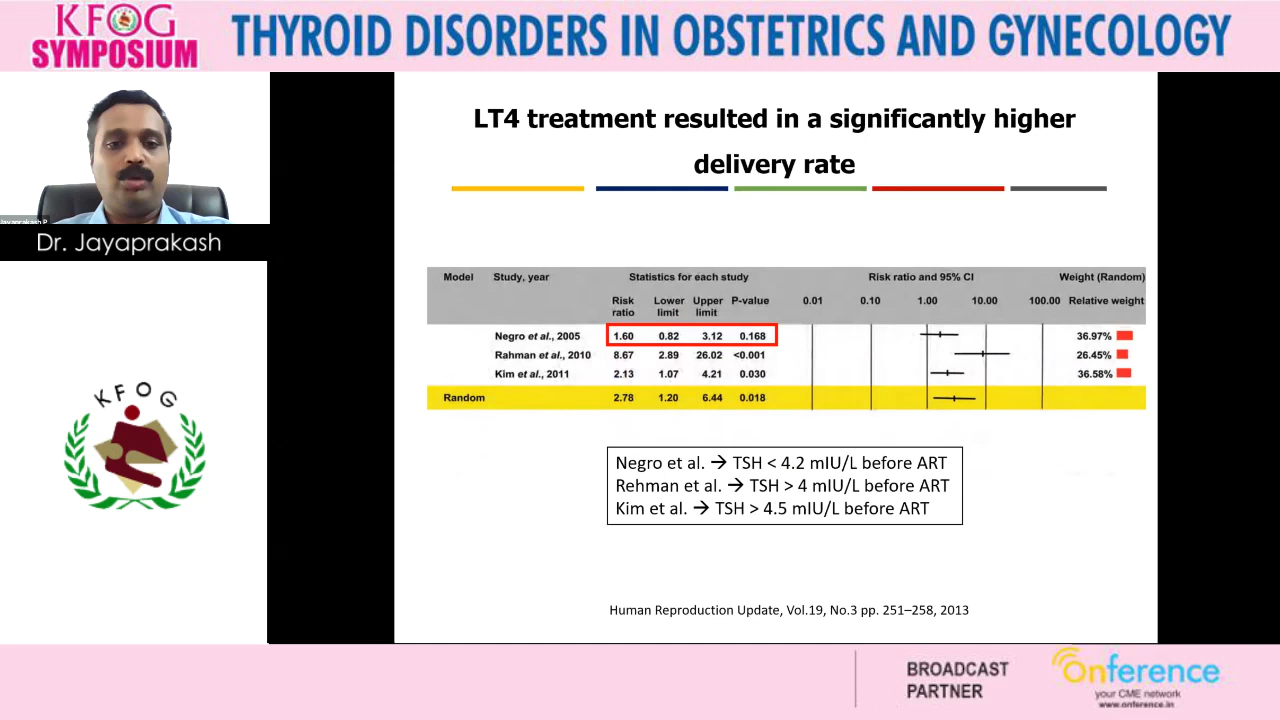 KFOG
SYMPOSIUM
THYROID DISORDERS IN OBSTETRICS AND GYNECOLOGY
Jayaprakash P
Dr. Jayaprakash
KFOG
LT4 treatment resulted in a significantly higher
delivery rate
Model Study, year Statistics for each study Risk ratio and 95% CI Weight (Random)
Risk ratio Lower limit Upper limit P-value 0.01 0.10 1.00 10.00 100.00 Relative weight
Negro et al., 2005 1.60 0.82 3.12 0.168 36.97%
Rahman et al., 2010 8.67 2.89 26.02 <0.001 26.45%
Kim et al., 2011 2.13 1.07 4.21 0.030 36.58%
Random 2.78 1.20 6.44 0.018
Negro et al. → TSH < 4.2 mIU/L before ART
Rehman et al. → TSH > 4 mIU/L before ART
Kim et al. → TSH > 4.5 mIU/L before ART
Human Reproduction Update, Vol.19, No.3 pp. 251–258, 2013
BROADCAST
PARTNER
Onference
your CME network
www.onference.in